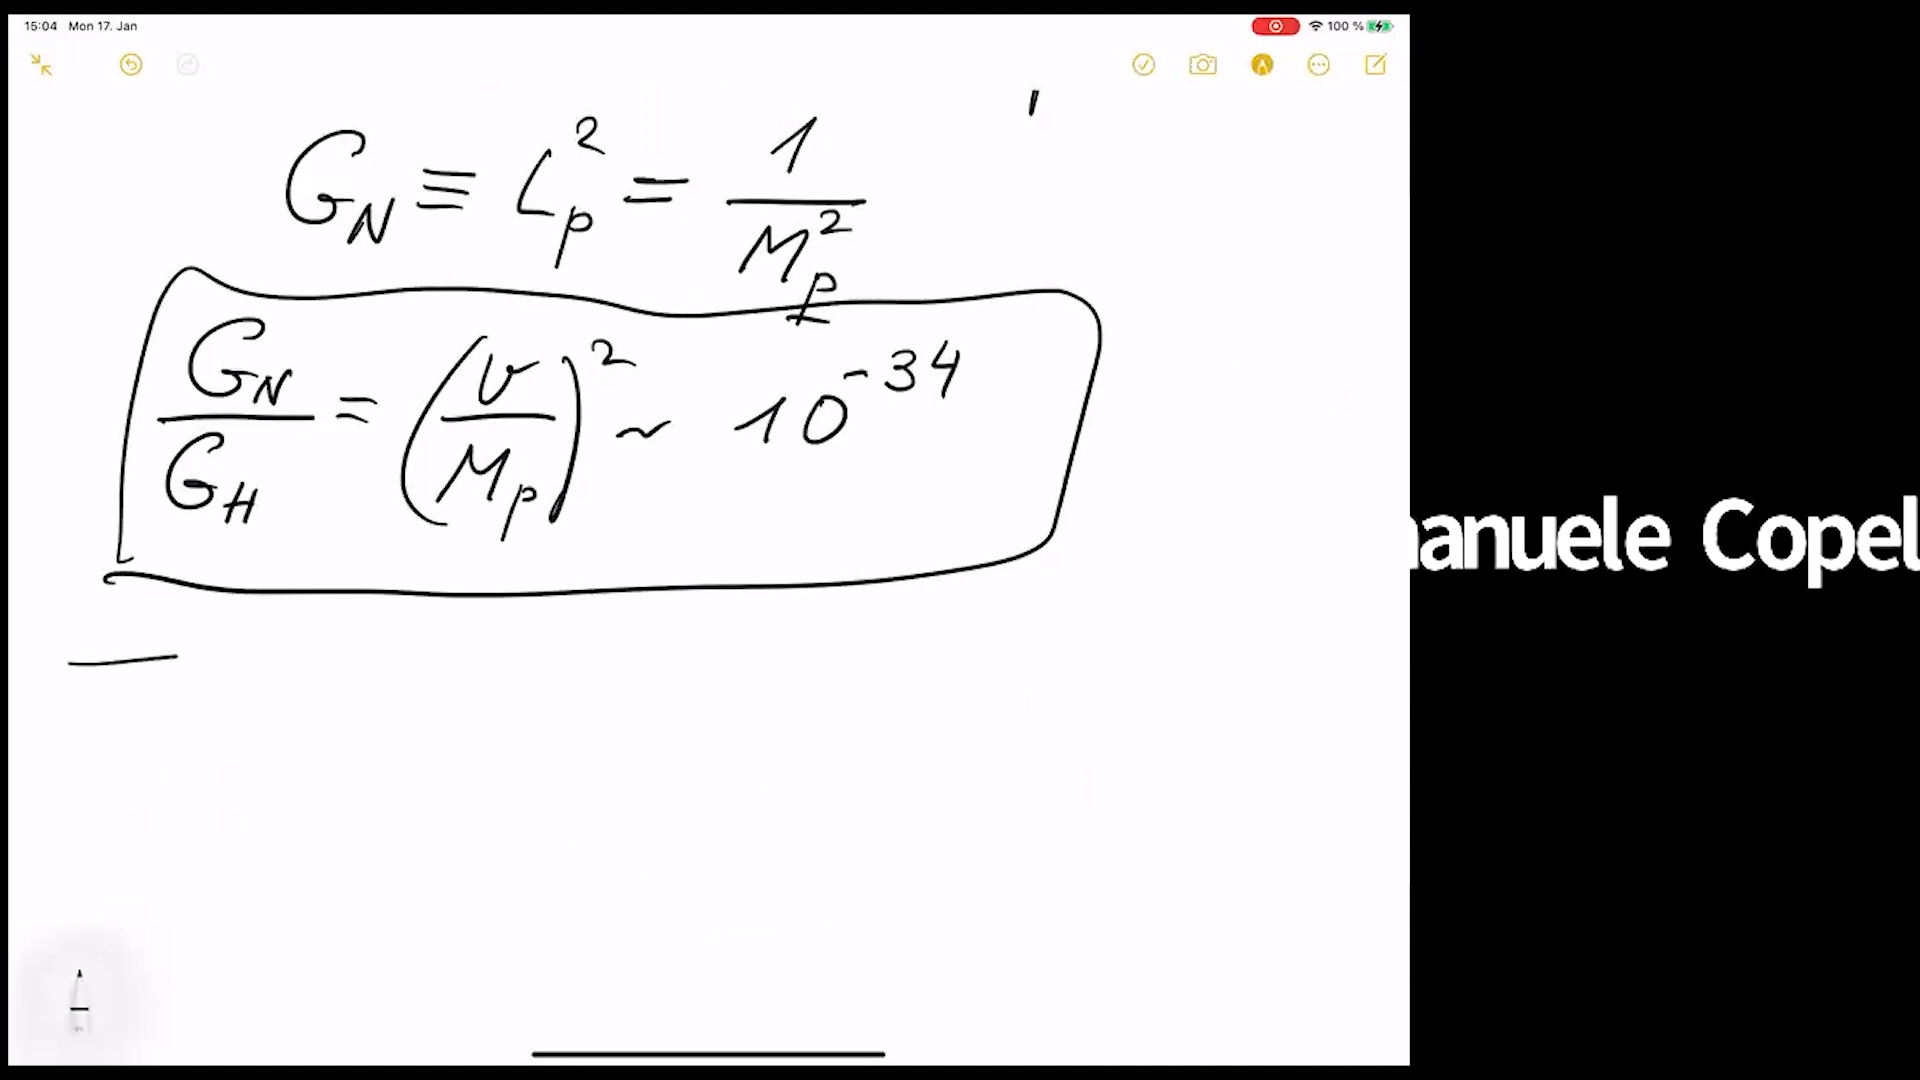 15:04 Mon 17. Jan 100 %
G_N ≡ L_p^2 = 1/M_p^2
G_N/G_H = (v/M_p)^2 ~ 10^-34
anuele Copel